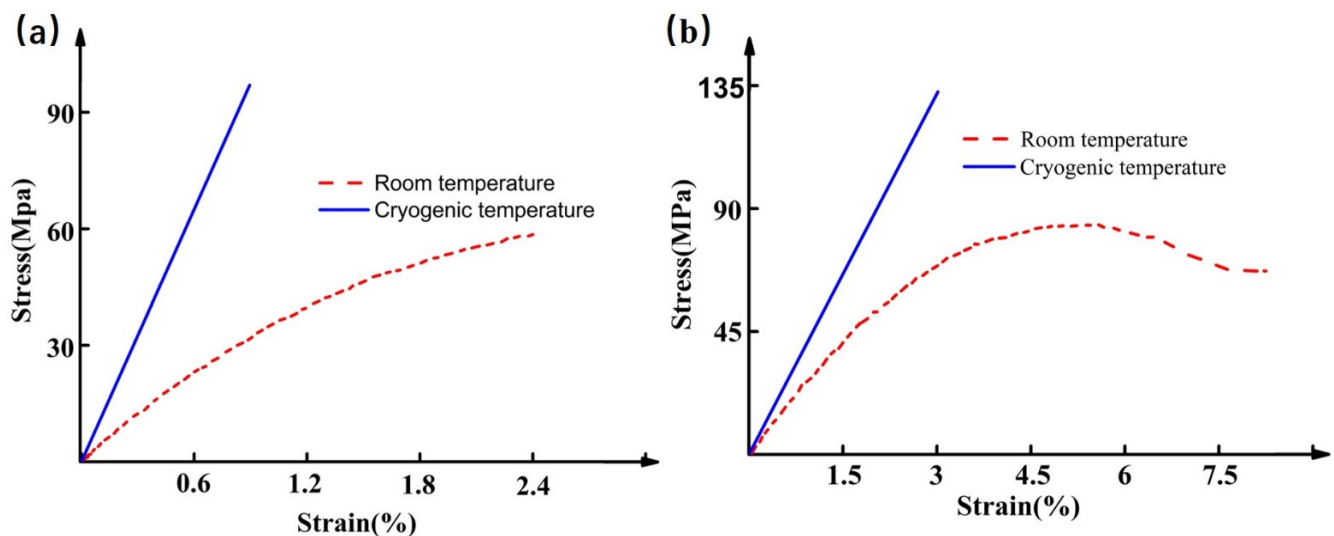 (a)
90
60
30
Stress(Mpa)
Room temperature
Cryogenic temperature
0.6 1.2 1.8 2.4
Strain(%)
(b)
135
90
45
Stress(MPa)
Room temperature
Cryogenic temperature
1.5 3 4.5 6 7.5
Strain(%)